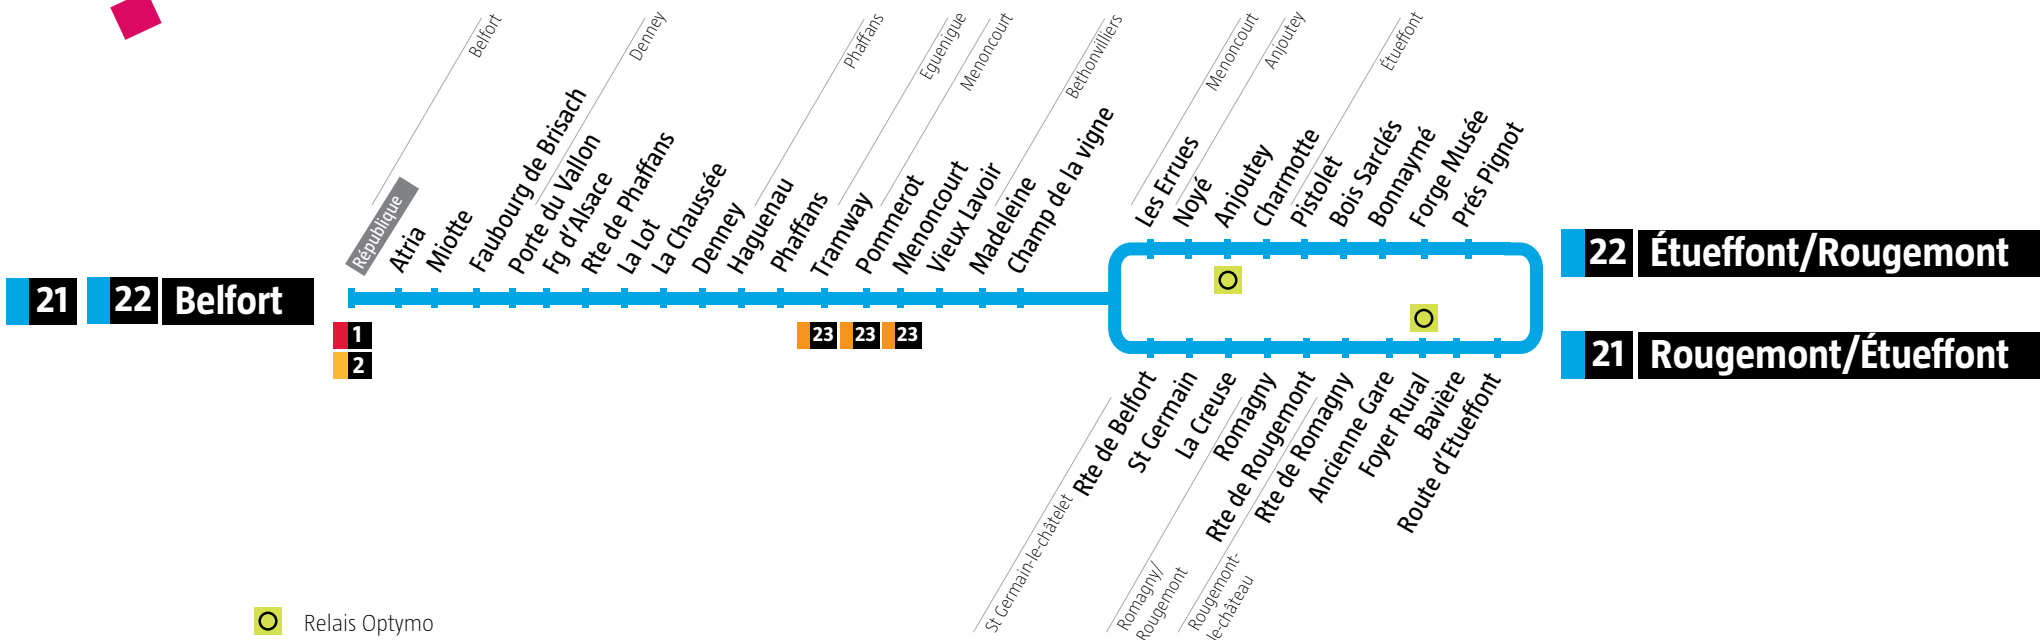 Belfort
Denney
Phaffans
Eguenigue
Menoncourt
Bethonvilliers
Menoncourt
Anjoutey
Étueffont
République
Atria
Miotte
Faubourg de Brisach
Porte du Vallon
Fg d'Alsace
Rte de Phaffans
La Lot
La Chaussée
Denney
Haguenau
Phaffans
Tramway
Pommerot
Menoncourt
Vieux Lavoir
Madeleine
Champ de la vigne
Les Errues
Noyé
Anjoutey
Charmotte
Pistolet
Bois Sardés
Bonnaymé
Forge Musée
Prés Pignot
21 22 Belfort
22 Étueffont/Rougemont
21 Rougemont/Étueffont
1
2
23 23 23
Rte de Belfort
St Germain
La Creuse
Romagny
Rte de Rougemont
Rte de Romagny
Ancienne Gare
Foyer Rural
Bavière
Route d'Etueffont
St Germain-le-châtelet
Romagny/
Rougemont
Rougemont-
le-château
Relais Optymo